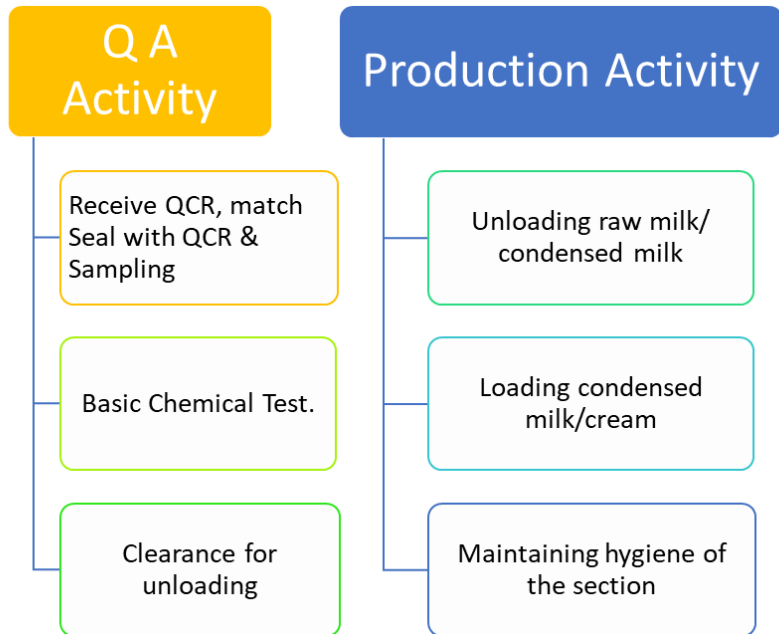 Q A
Activity
Receive QCR, match
Seal with QCR &
Sampling
Basic Chemical Test.
Clearance for
unloading
Production Activity
Unloading raw milk/
condensed milk
Loading condensed
milk/cream
Maintaining hygiene of
the section